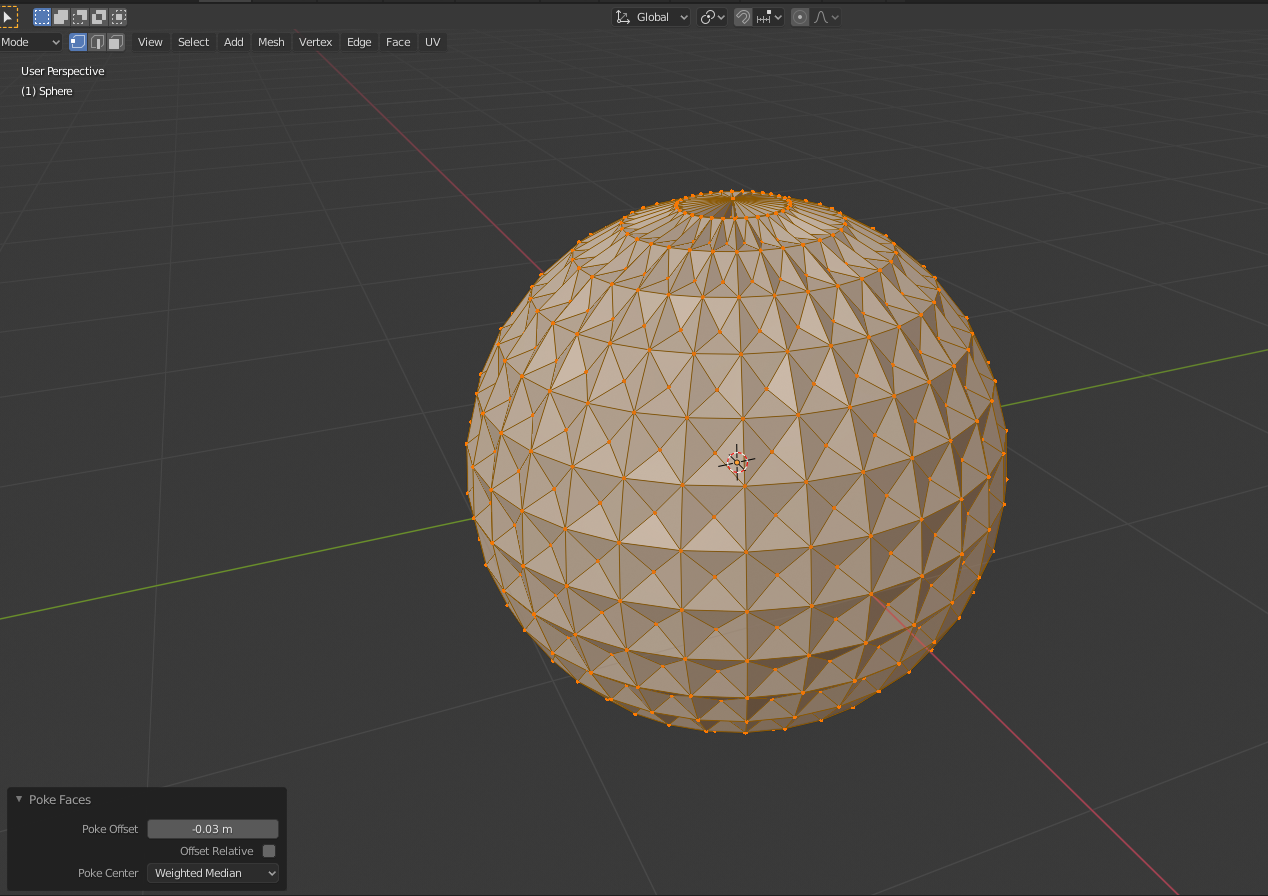 Global
Mode View Select Add Mesh Vertex Edge Face UV
User Perspective
(1) Sphere
Poke Faces
Poke Offset -0.03 m
Offset Relative
Poke Center Weighted Median